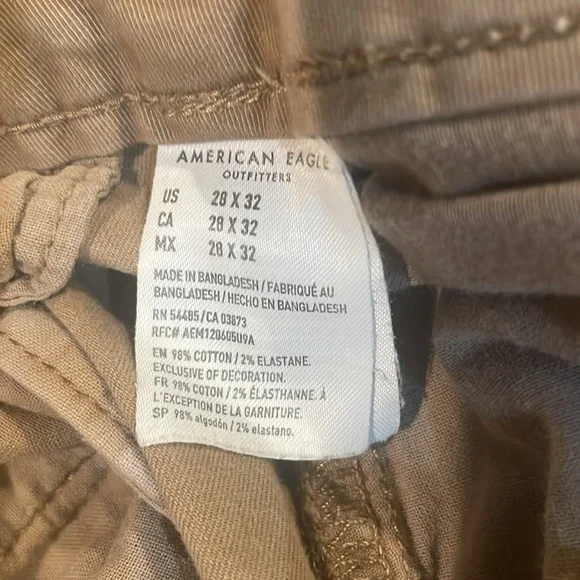 AMERICAN EAGLE
OUTFITTERS
US 28 X 32
CA 28 X 32
MX 28 X 32
MADE IN BANGLADESH / FABRIQUÉ AU
BANGLADESH / HECHO EN BANGLADESH
RN 54485/CA 03873
RFC# AEM120605U9A
EN 98% COTTON / 2% ELASTANE.
EXCLUSIVE OF DECORATION.
FR 98% COTON / 2% ÉLASTHANNE. À
L'EXCEPTION DE LA GARNITURE.
SP 98% algodón / 2% elastano.